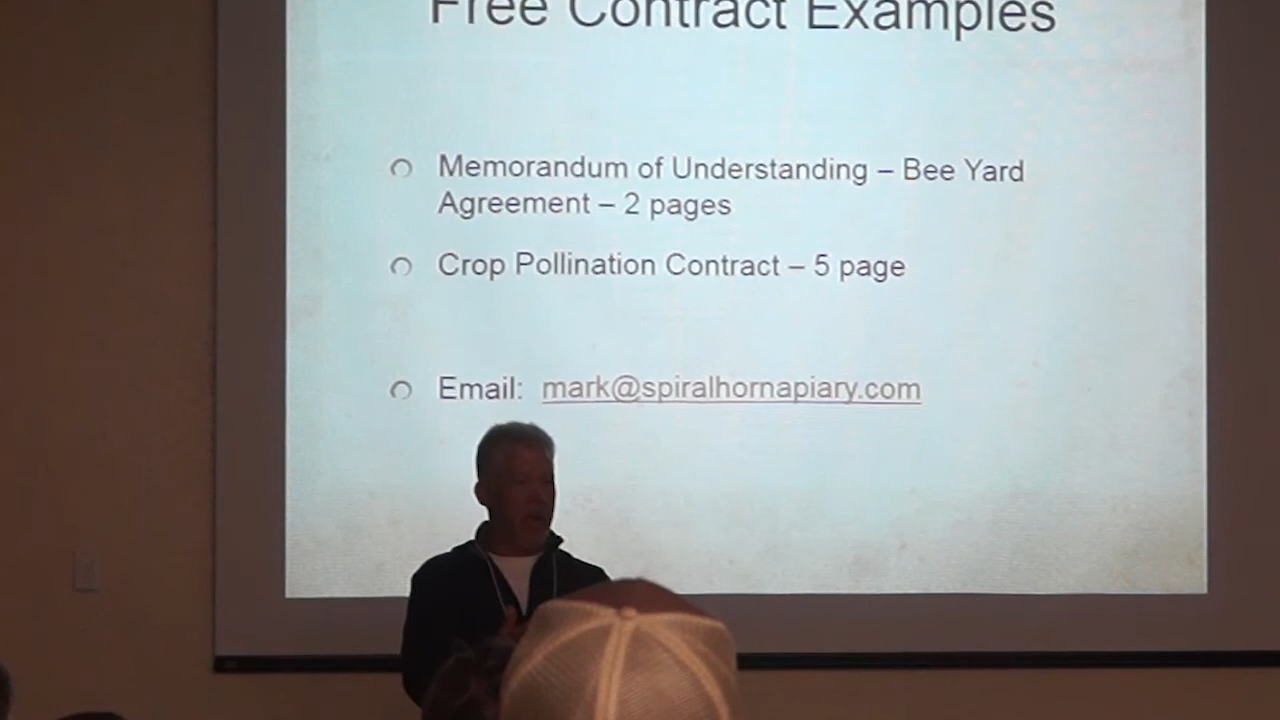 Free Contract Examples
Memorandum of Understanding – Bee Yard
Agreement – 2 pages
Crop Pollination Contract – 5 page
Email: mark@spiralhornapiary.com